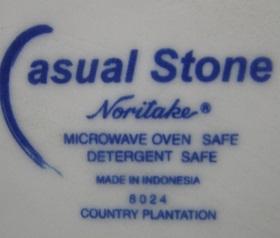 Casual Stone
Noritake®
MICROWAVE OVEN SAFE
DETERGENT SAFE
MADE IN INDONESIA
8024
COUNTRY PLANTATION